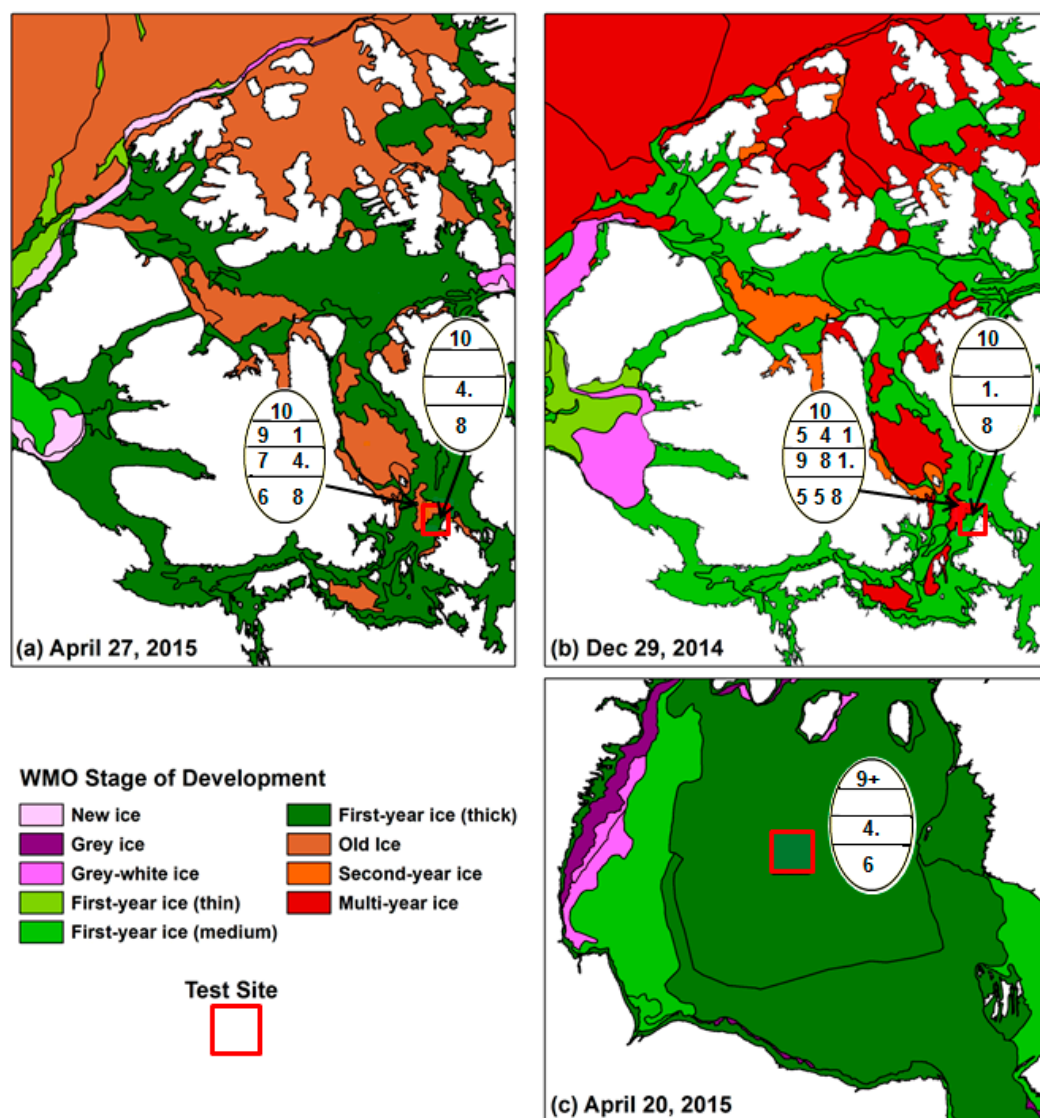 10
4.
8
10
9 1
7 4.
6 8
(a) April 27, 2015
10
1.
8
10
5 4 1
9 8 1.
5 5 8
(b) Dec 29, 2014
WMO Stage of Development
New ice
Grey ice
Grey-white ice
First-year ice (thin)
First-year ice (medium)
First-year ice (thick)
Old Ice
Second-year ice
Multi-year ice
Test Site
9+
4.
6
(c) April 20, 2015